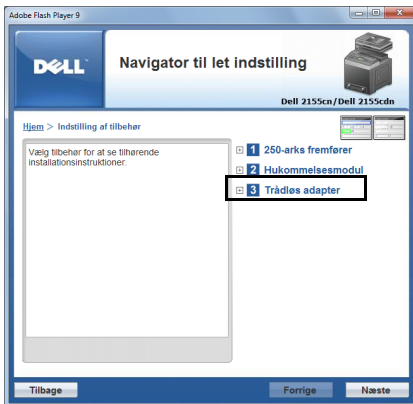 Adobe Flash Player 9
DELL
Navigator til let indstilling
Dell 2155cn/Dell 2155cdn
Hjem > Indstilling af tilbehør
Vælg tilbehør for at se tilhørende
installationsinstruktioner.
1 250-arks fremfører
2 Hukommelsesmodul
3 Trådløs adapter
Tilbage
Forrige
Næste